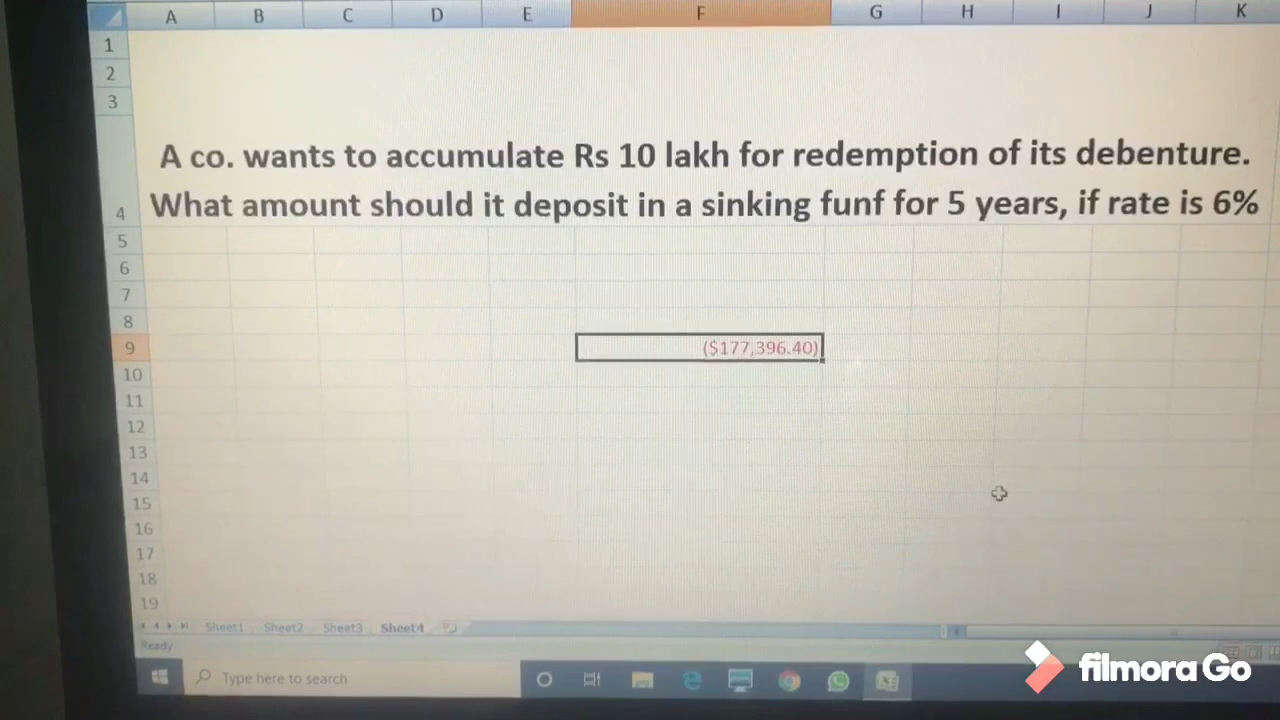 A B C D E F G H I J K
1
2
3
A co. wants to accumulate Rs 10 lakh for redemption of its debenture.
4 What amount should it deposit in a sinking funf for 5 years, if rate is 6%
5
6
7
8
9 ($177,396.40)
10
11
12
13
14
15
16
17
18
19
Sheet1 Sheet2 Sheet3 Sheet4
Ready
Type here to search
filmora Go